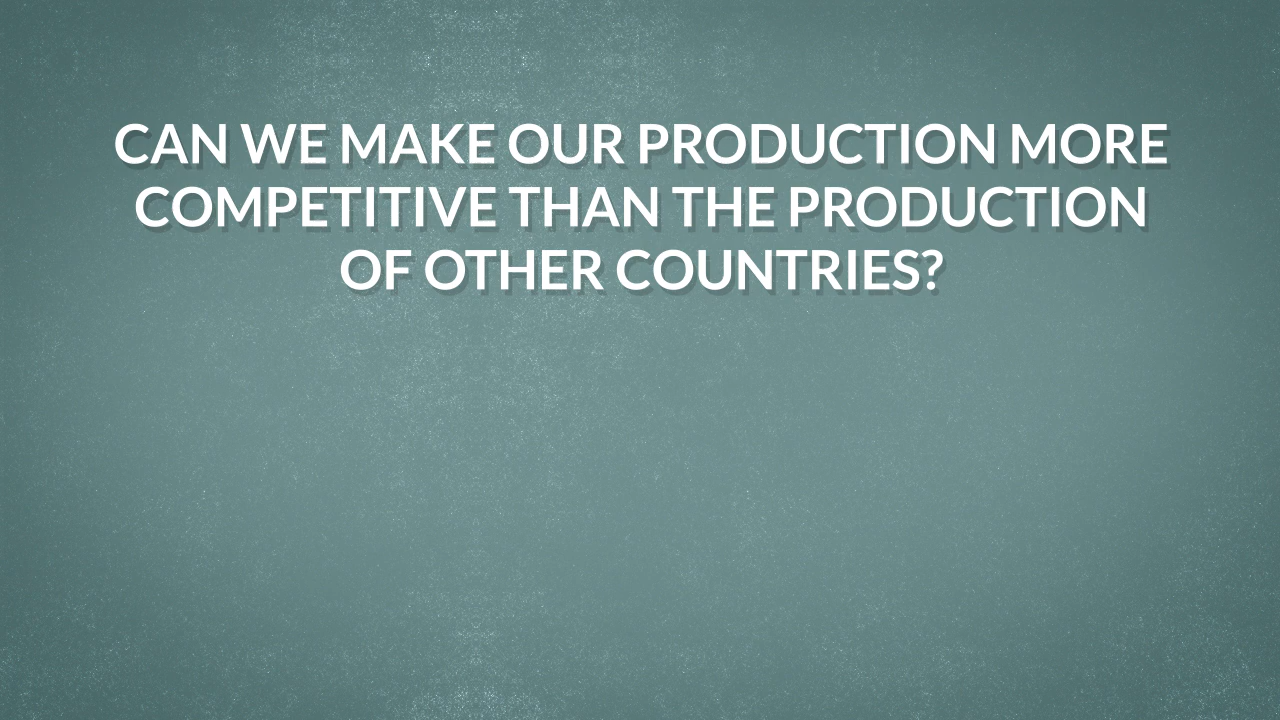 CAN WE MAKE OUR PRODUCTION MORE
COMPETITIVE THAN THE PRODUCTION
OF OTHER COUNTRIES?